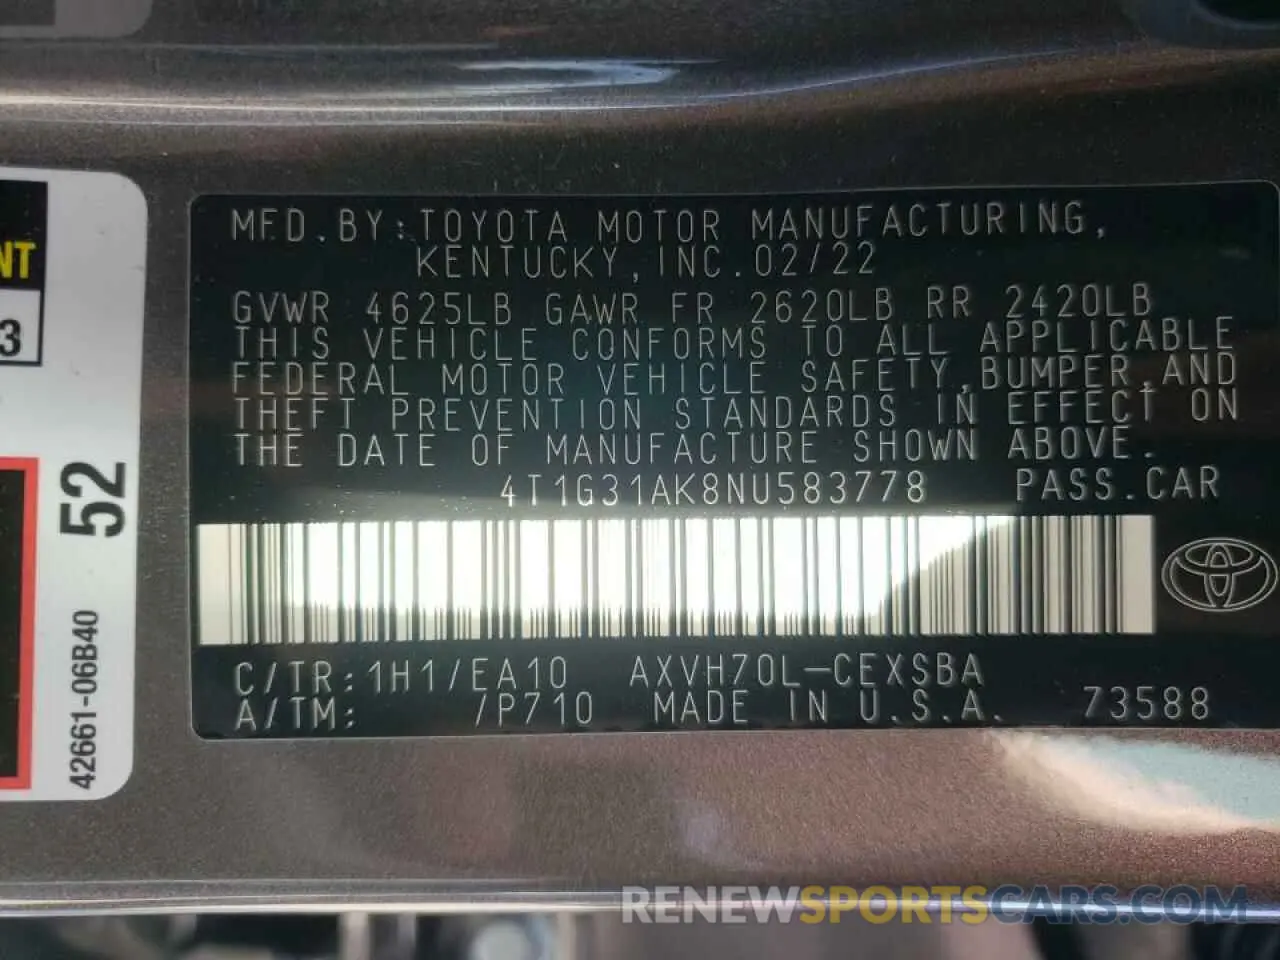 NT
3
52
42661-06B40
MFD.BY:TOYOTA MOTOR MANUFACTURING,
KENTUCKY,INC.02/22
GVWR 4625LB GAWR FR 2620LB RR 2420LB
THIS VEHICLE CONFORMS TO ALL APPLICABLE
FEDERAL MOTOR VEHICLE SAFETY,BUMPER,AND
THEFT PREVENTION STANDARDS IN EFFECT ON
THE DATE OF MANUFACTURE SHOWN ABOVE.
4T1G31AK8NU583778 PASS.CAR
C/TR:1H1/EA10 AXVH70L-CEXSBA
A/TM: /P710 MADE IN U.S.A. 73588
RENEWSPORTSCARS.COM